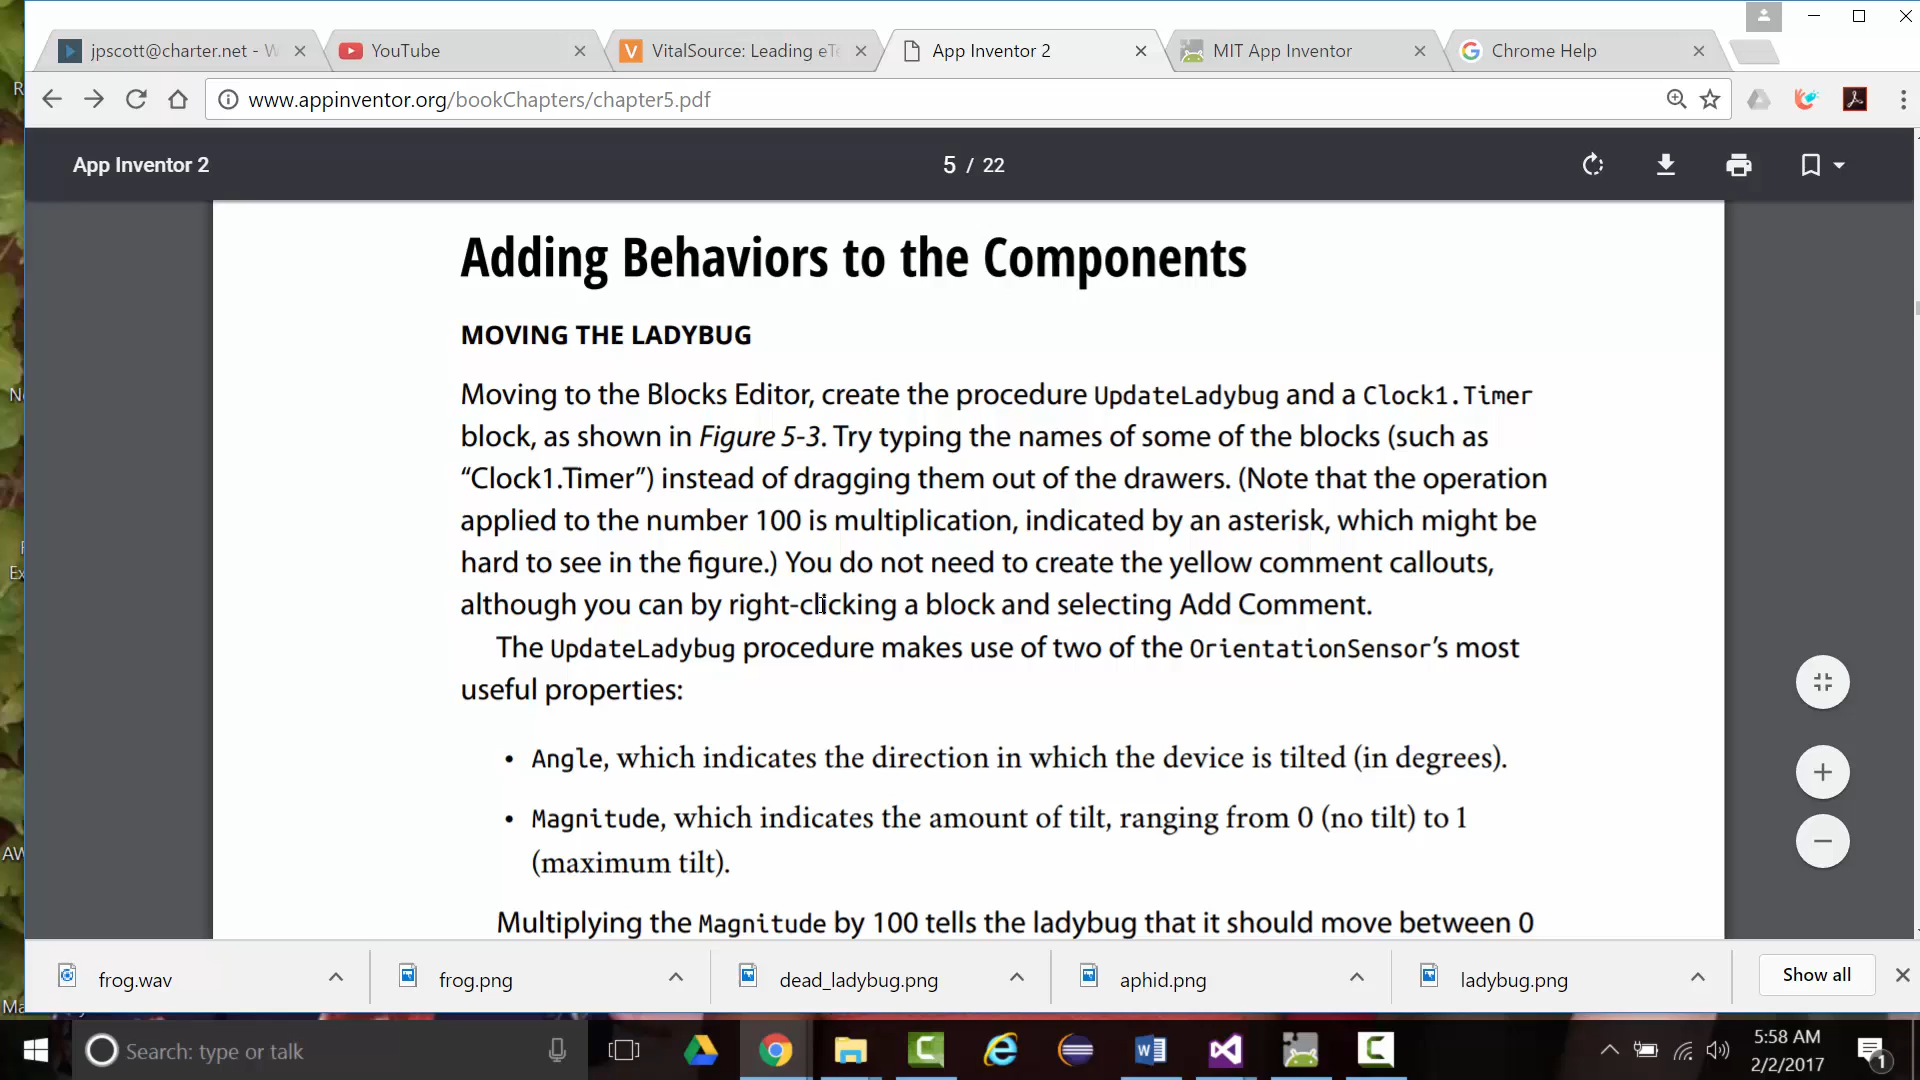 jpscott@charter.net - W
YouTube
VitalSource: Leading eTe
App Inventor 2
MIT App Inventor
Chrome Help
www.appinventor.org/bookChapters/chapter5.pdf
App Inventor 2
5 / 22
Adding Behaviors to the Components
MOVING THE LADYBUG
Moving to the Blocks Editor, create the procedure UpdateLadybug and a Clock1.Timer
block, as shown in Figure 5-3. Try typing the names of some of the blocks (such as
“Clock1.Timer”) instead of dragging them out of the drawers. (Note that the operation
applied to the number 100 is multiplication, indicated by an asterisk, which might be
hard to see in the figure.) You do not need to create the yellow comment callouts,
although you can by right-clicking a block and selecting Add Comment.
The UpdateLadybug procedure makes use of two of the OrientationSensor’s most
useful properties:
• Angle, which indicates the direction in which the device is tilted (in degrees).
• Magnitude, which indicates the amount of tilt, ranging from 0 (no tilt) to 1
(maximum tilt).
Multiplying the Magnitude by 100 tells the ladybug that it should move between 0
frog.wav
frog.png
dead_ladybug.png
aphid.png
ladybug.png
Show all
Search: type or talk
5:58 AM
2/2/2017
1